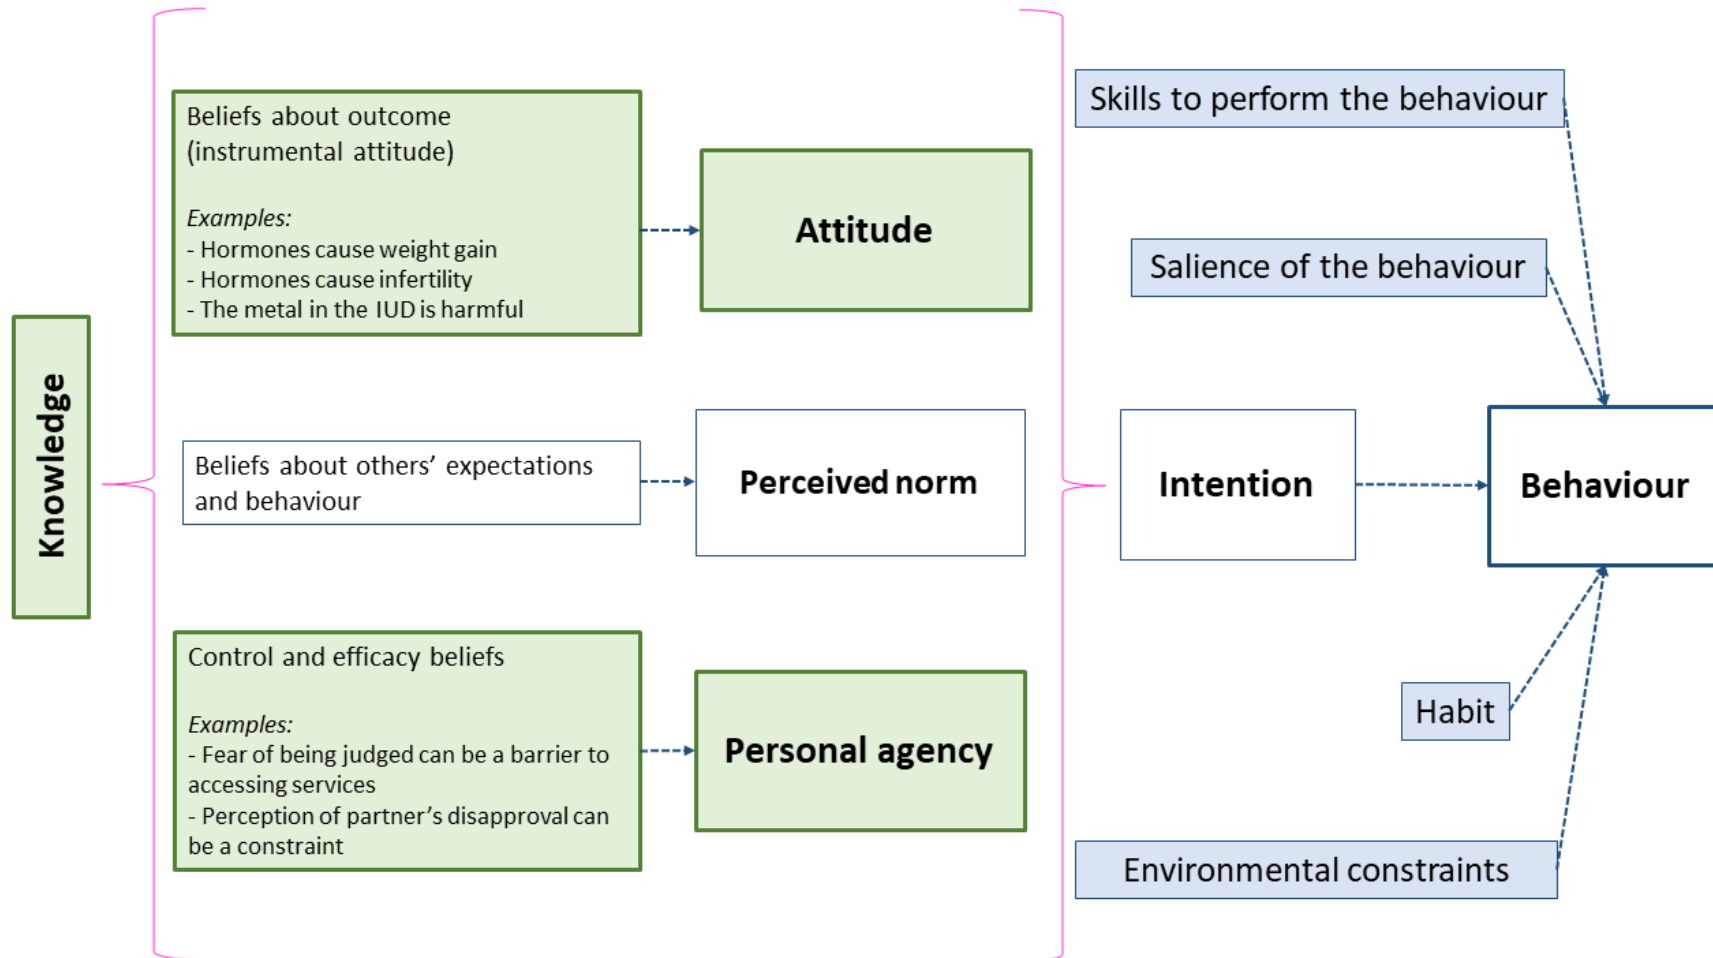 Knowledge
Beliefs about outcome
(instrumental attitude)
Examples:
- Hormones cause weight gain
- Hormones cause infertility
- The metal in the IUD is harmful
Attitude
Beliefs about others’ expectations
and behaviour
Perceived norm
Control and efficacy beliefs
Examples:
- Fear of being judged can be a barrier to
accessing services
- Perception of partner’s disapproval can
be a constraint
Personal agency
Intention
Skills to perform the behaviour
Salience of the behaviour
Behaviour
Habit
Environmental constraints